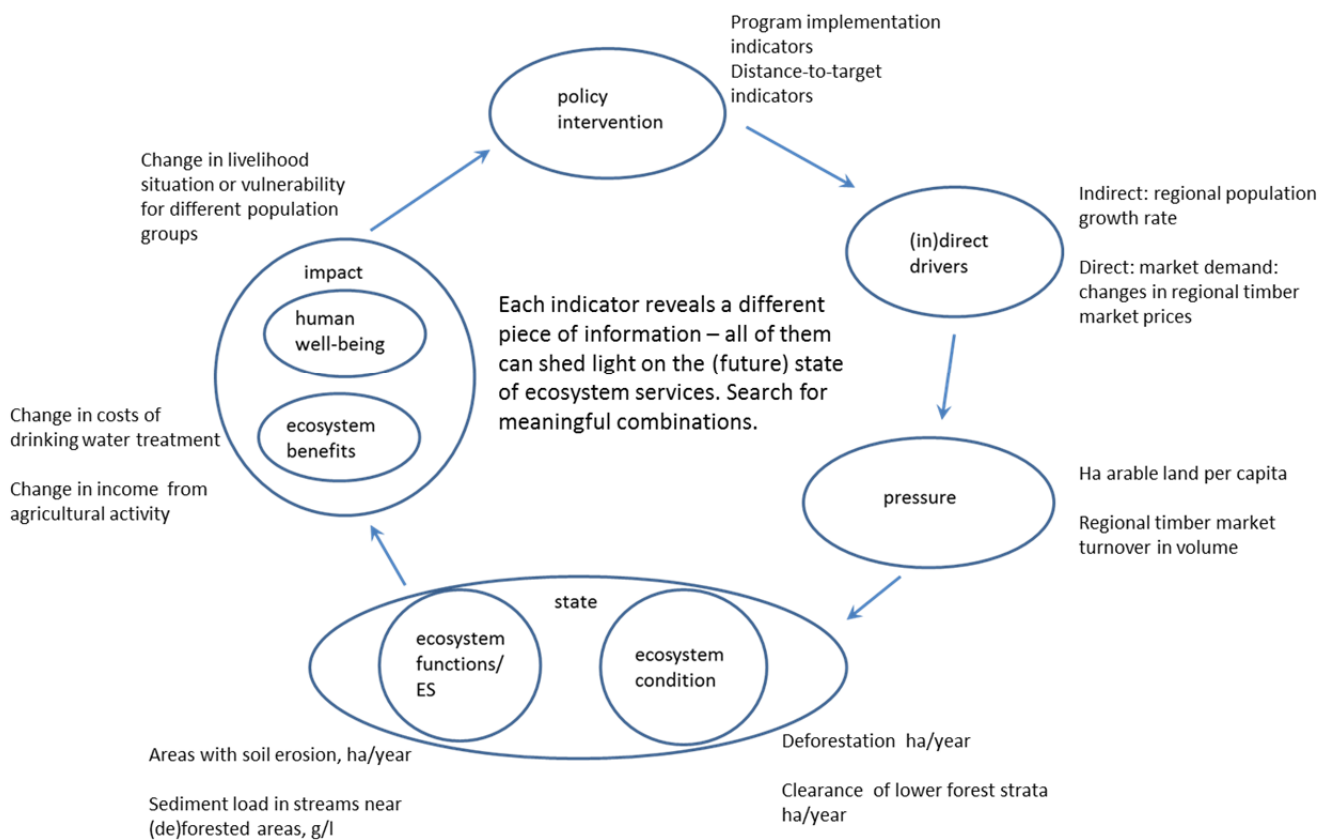 Program implementation
indicators
Distance-to-target
indicators
policy
intervention
Change in livelihood
situation or vulnerability
for different population
groups
Indirect: regional population
growth rate
(in)direct
drivers
Direct: market demand:
changes in regional timber
market prices
impact
human
well-being
Each indicator reveals a different
piece of information – all of them
can shed light on the (future) state
of ecosystem services. Search for
meaningful combinations.
Change in costs of
drinking water treatment
ecosystem
benefits
Change in income from
agricultural activity
Ha arable land per capita
pressure
Regional timber market
turnover in volume
state
ecosystem
functions/
ES
ecosystem
condition
Areas with soil erosion, ha/year
Sediment load in streams near
(de)forested areas, g/l
Deforestation ha/year
Clearance of lower forest strata
ha/year